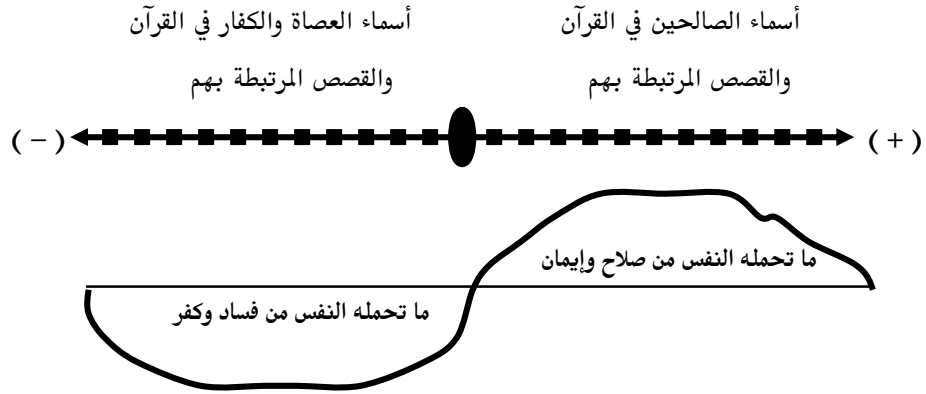 أسماء الصالحين في القرآن
والقصص المرتبطة بهم
أسماء العصاة والكفار في القرآن
والقصص المرتبطة بهم
( + )
( − )
ما تحمله النفس من صلاح وإيمان
ما تحمله النفس من فساد وكفر